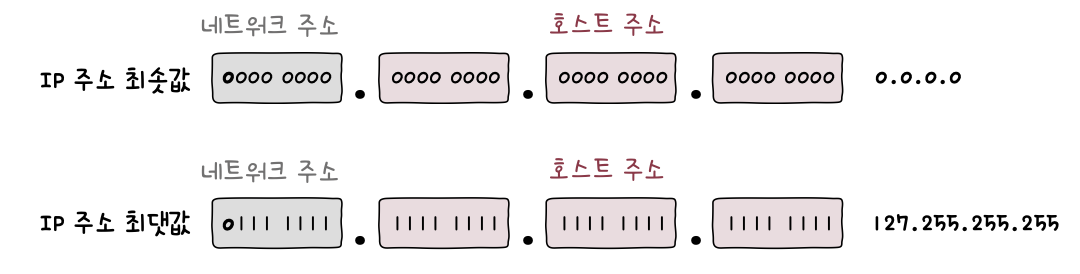 네트워크 주소 호스트 주소
IP 주소 최솟값 0000 0000 . 0000 0000 . 0000 0000 . 0000 0000 0.0.0.0
네트워크 주소 호스트 주소
IP 주소 최댓값 0111 1111 . 1111 1111 . 1111 1111 . 1111 1111 127.255.255.255